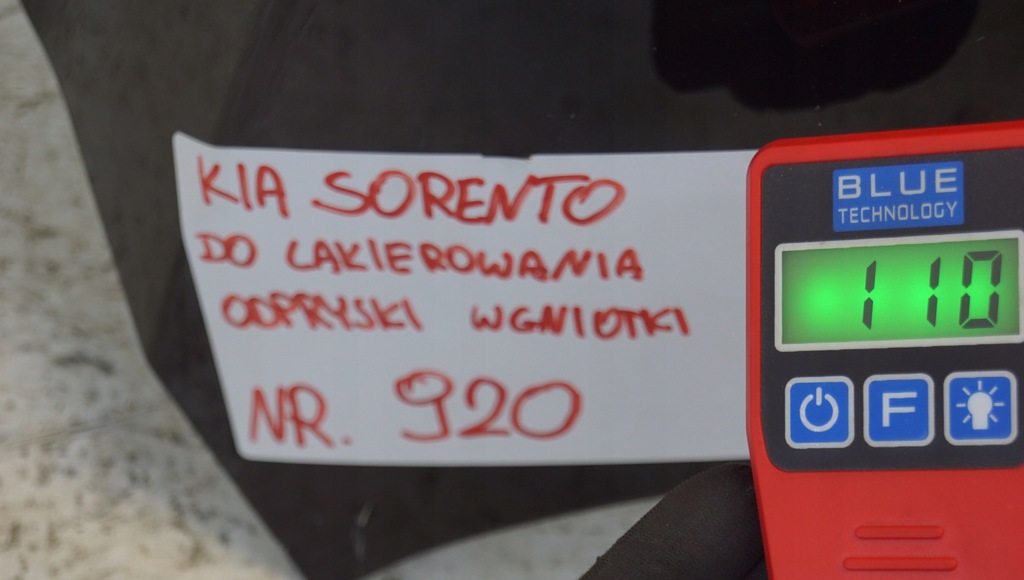 KIA SORENTO
DO LAKIEROWANIA
ODPRYSKI WGNIOTKI
NR. 920
BLUE
TECHNOLOGY
110
F